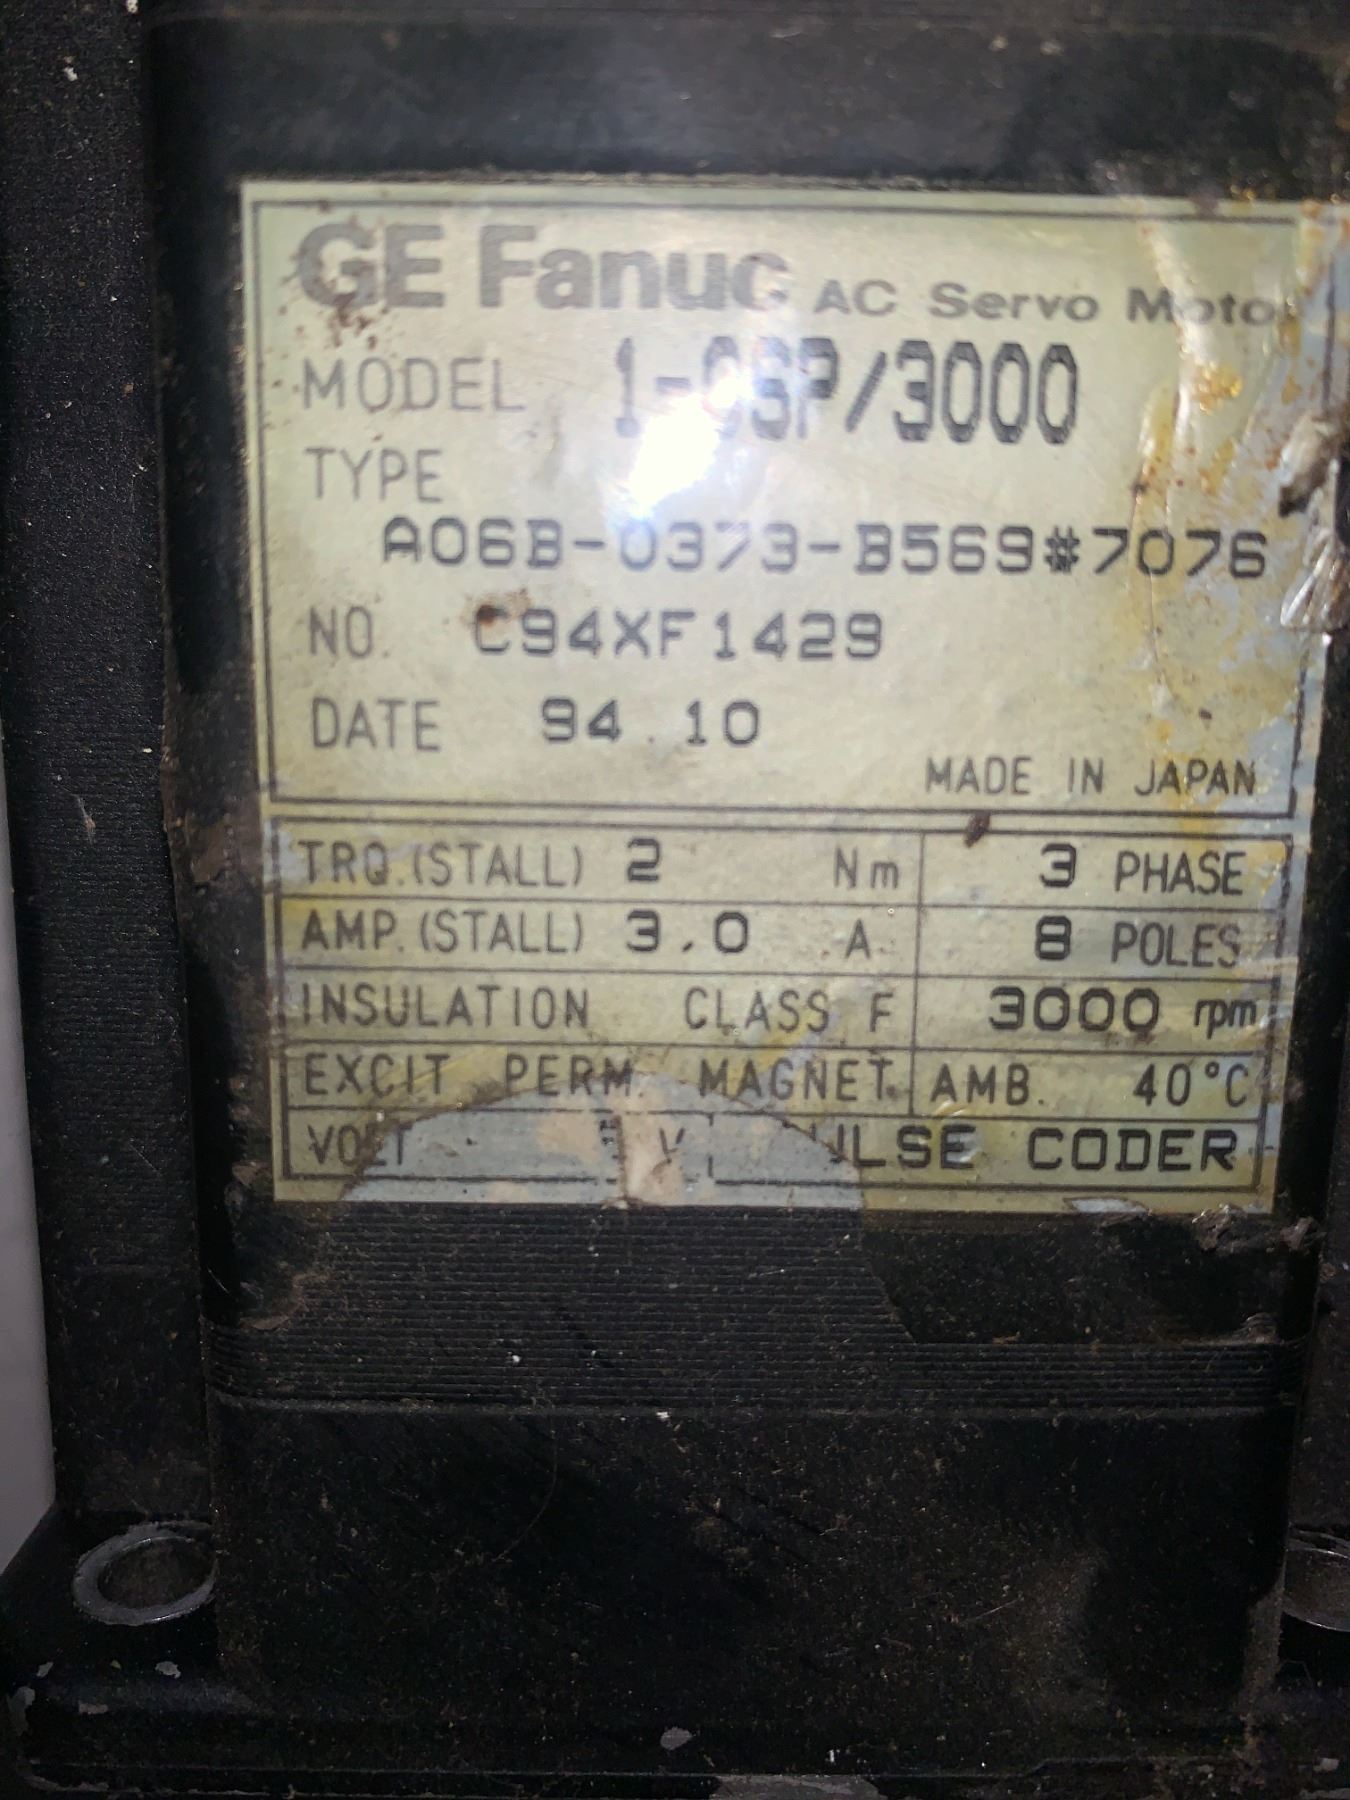 GE Fanuc AC Servo Motor
MODEL 1-0SP/3000
TYPE
A06B-0373-B569#7076
NO. C94XF1429
DATE 94.10
MADE IN JAPAN
TRQ.(STALL) 2 Nm 3 PHASE
AMP.(STALL) 3.0 A. 8 POLES
INSULATION CLASS F 3000 rpm
EXCIT PERM. MAGNET. AMB. 40°C
VOLT V CODER